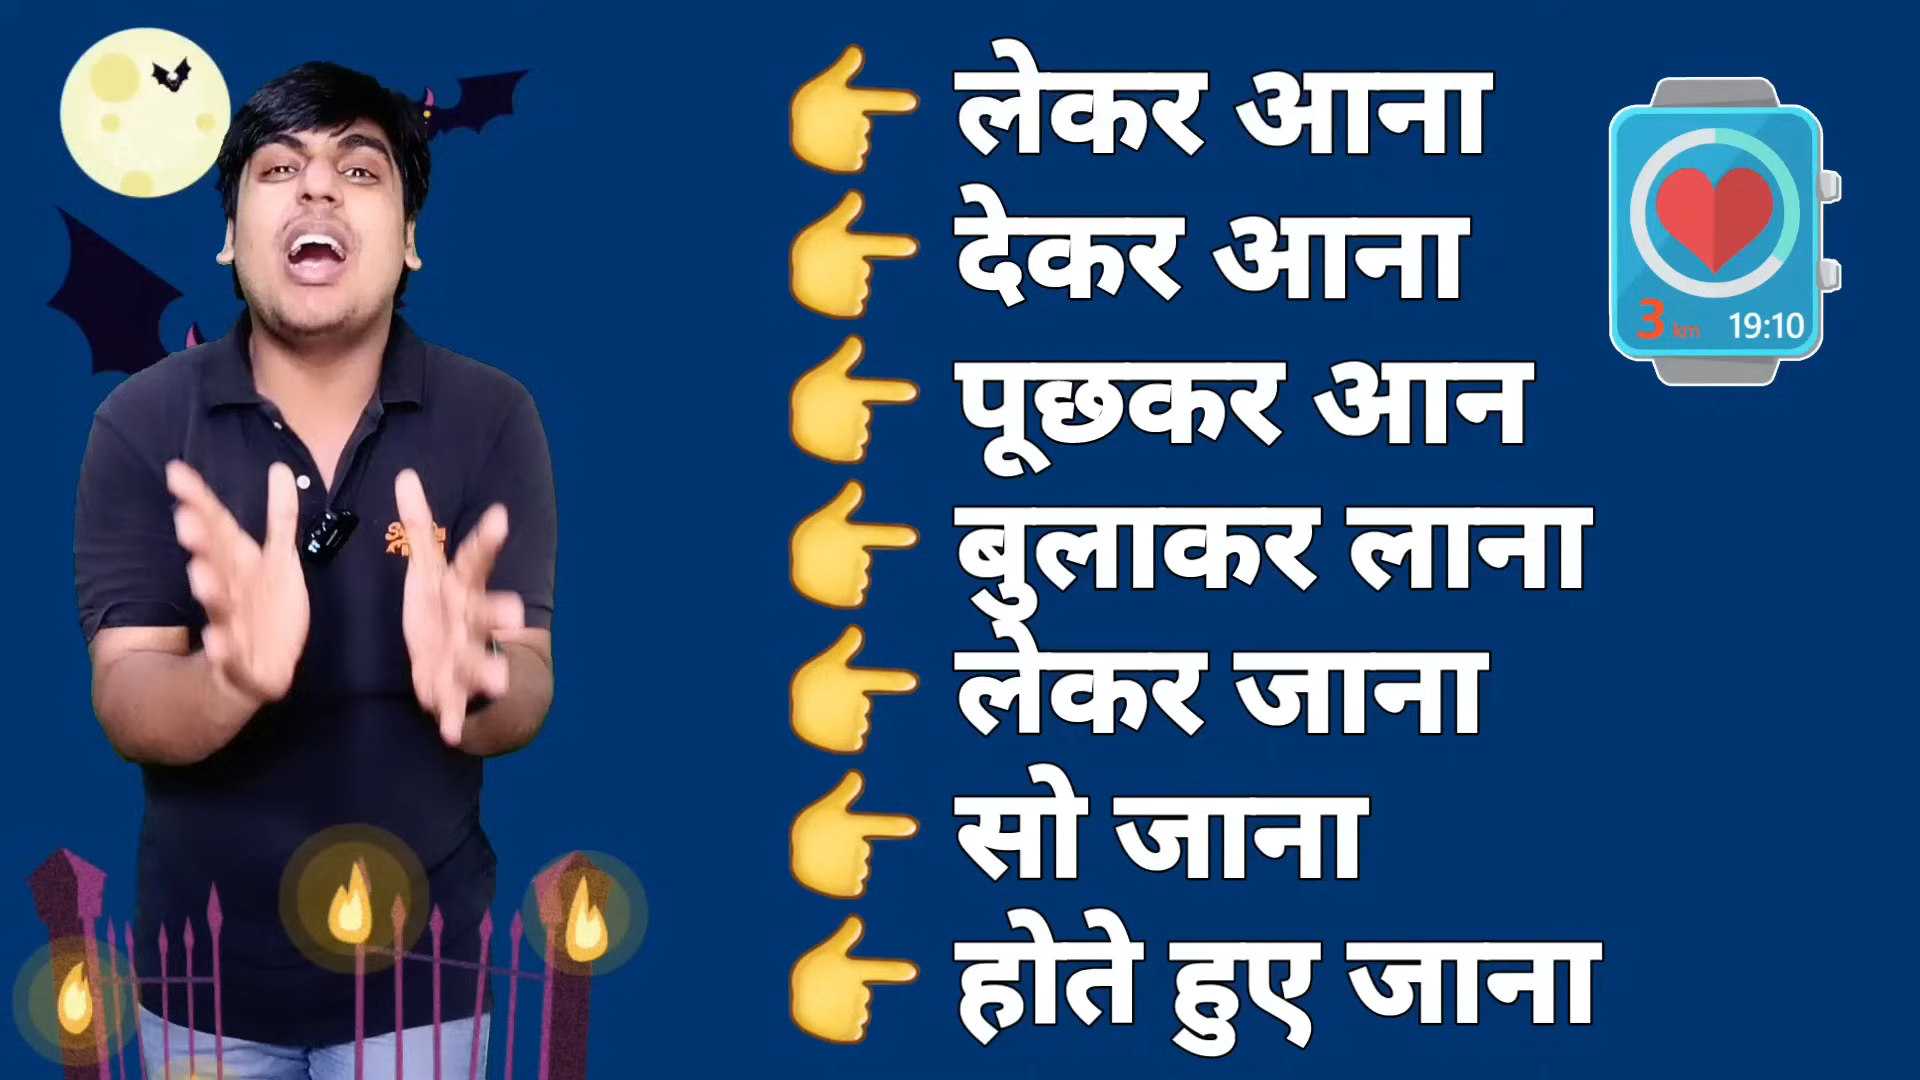 लेकर आना
देकर आना
पूछकर आन
बुलाकर लाना
लेकर जाना
सो जाना
होते हुए जाना
3 km 19:10